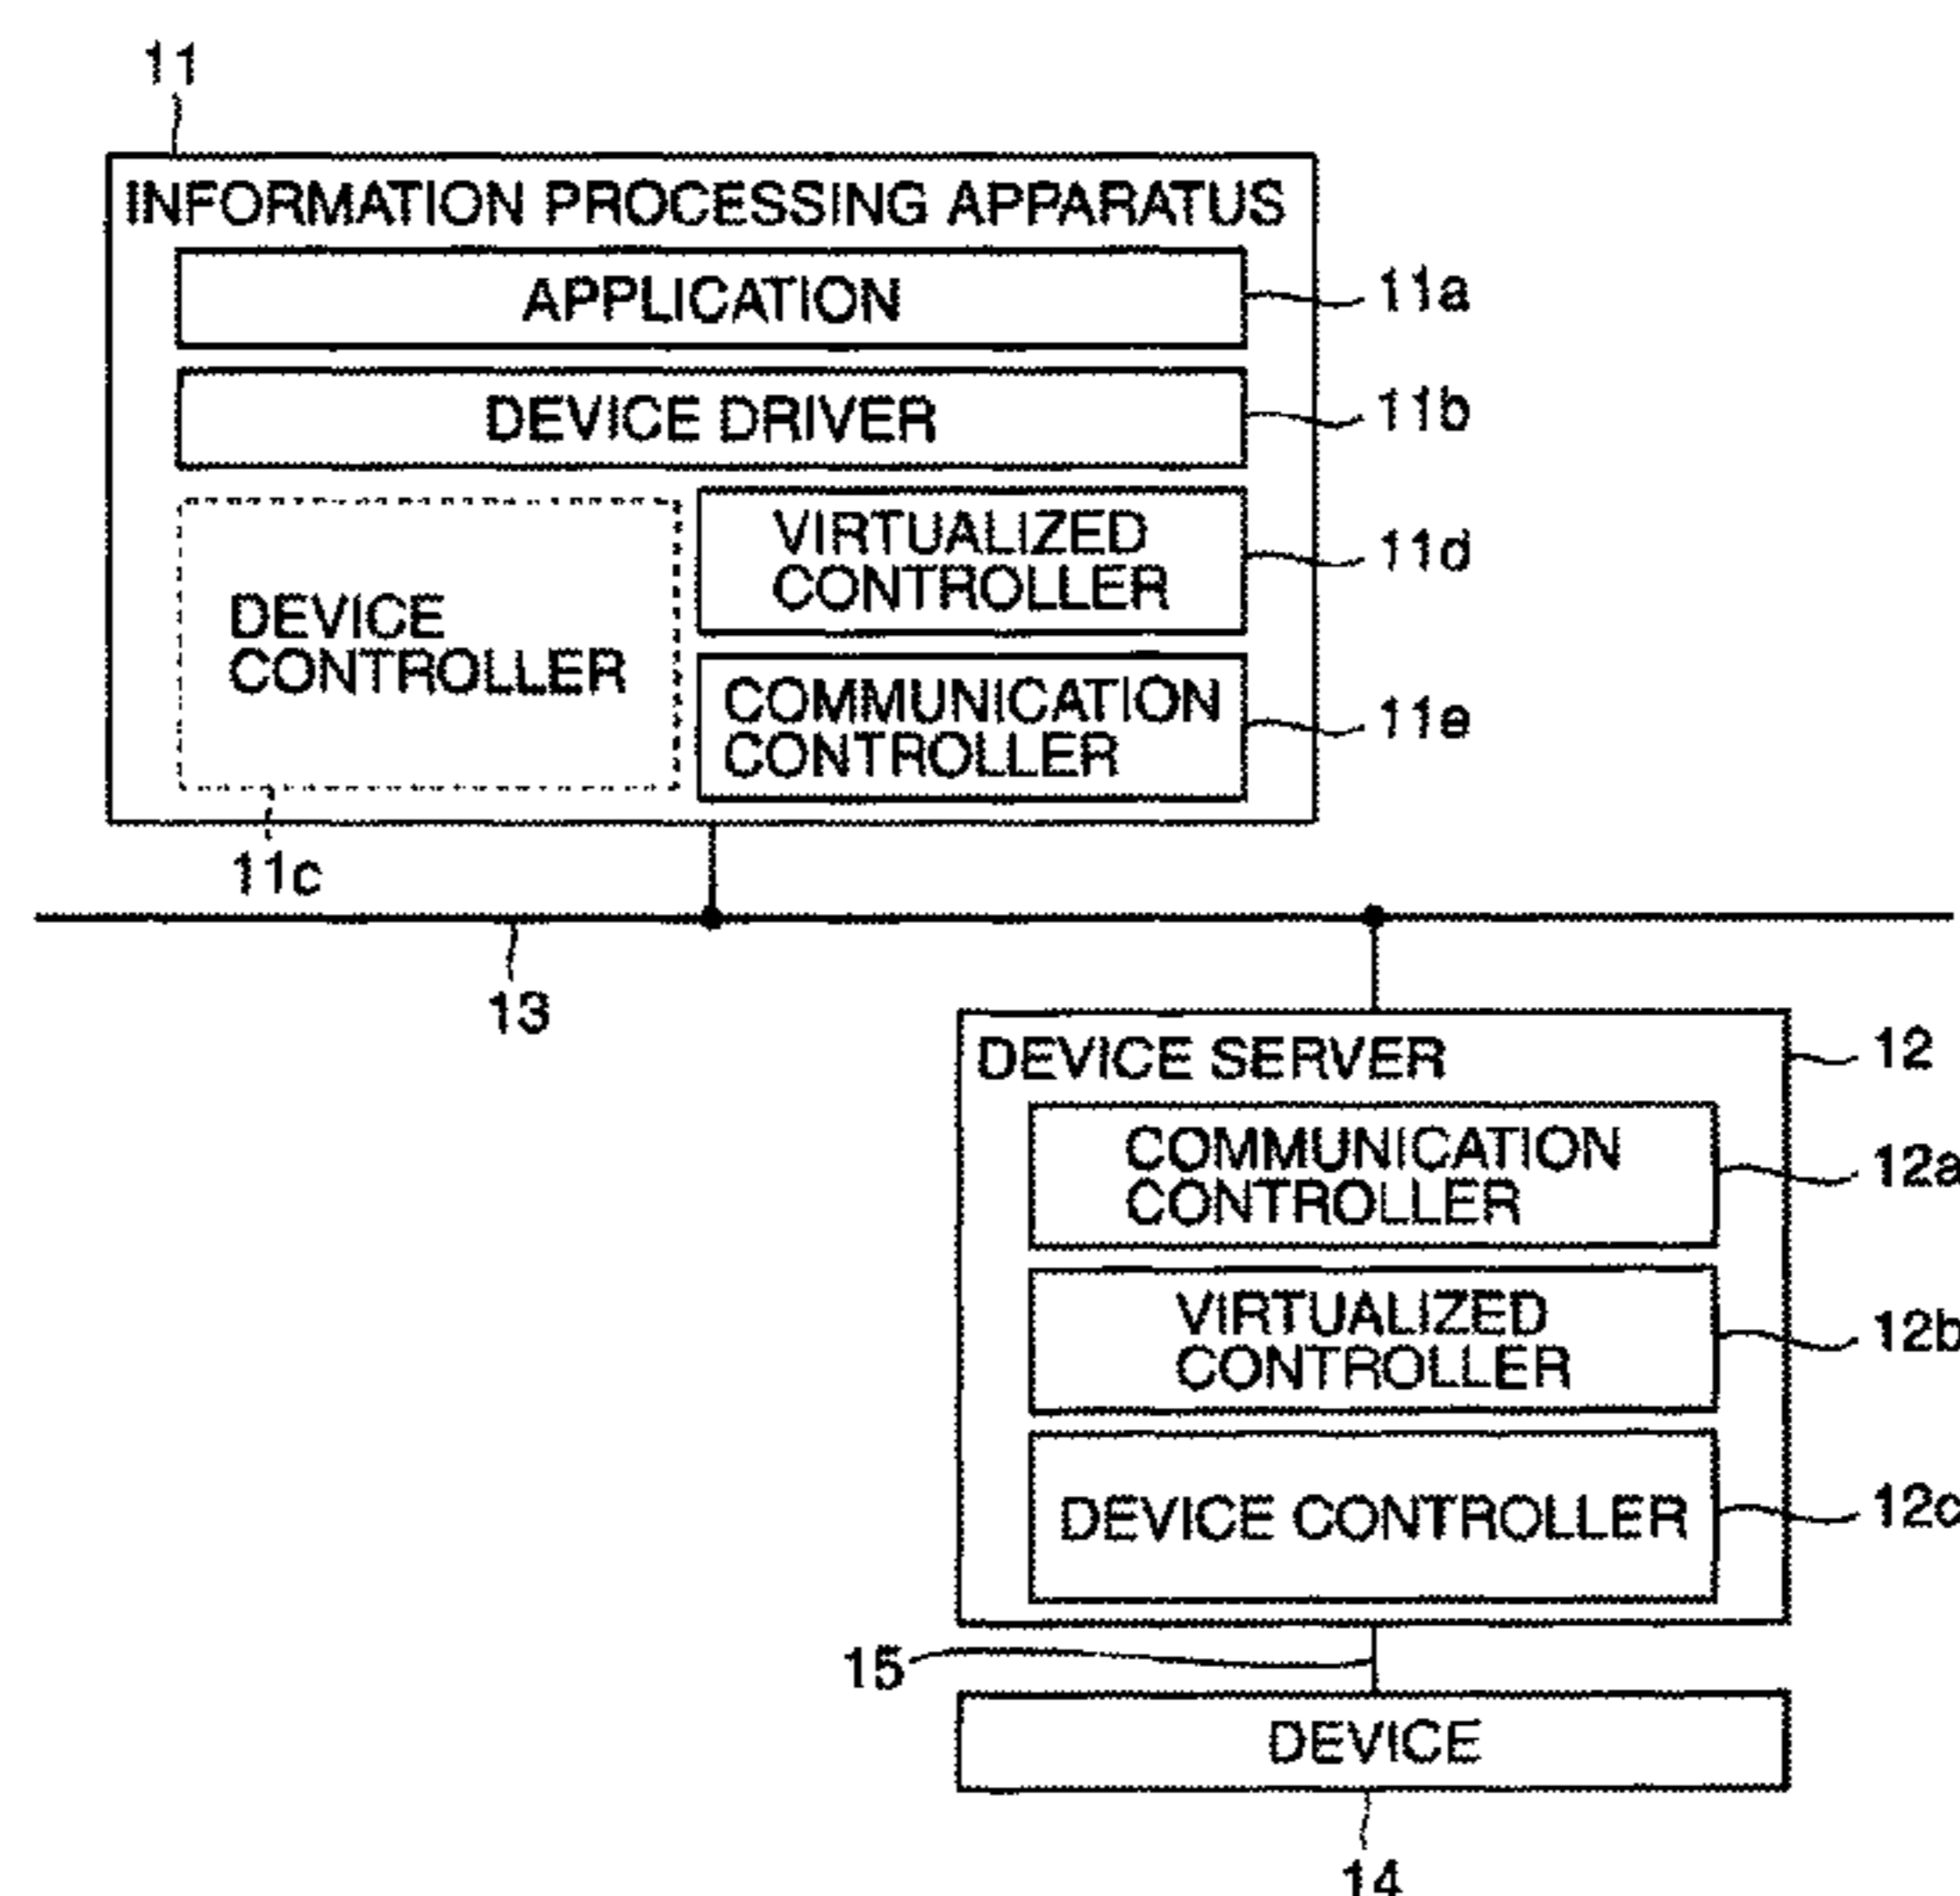 11
INFORMATION PROCESSING APPARATUS
APPLICATION
11a
DEVICE DRIVER
11b
DEVICE
CONTROLLER
11c
VIRTUALIZED
CONTROLLER
11d
COMMUNICATION
CONTROLLER
11e
13
DEVICE SERVER
12
COMMUNICATION
CONTROLLER
12a
VIRTUALIZED
CONTROLLER
12b
DEVICE CONTROLLER
12c
15
DEVICE
14